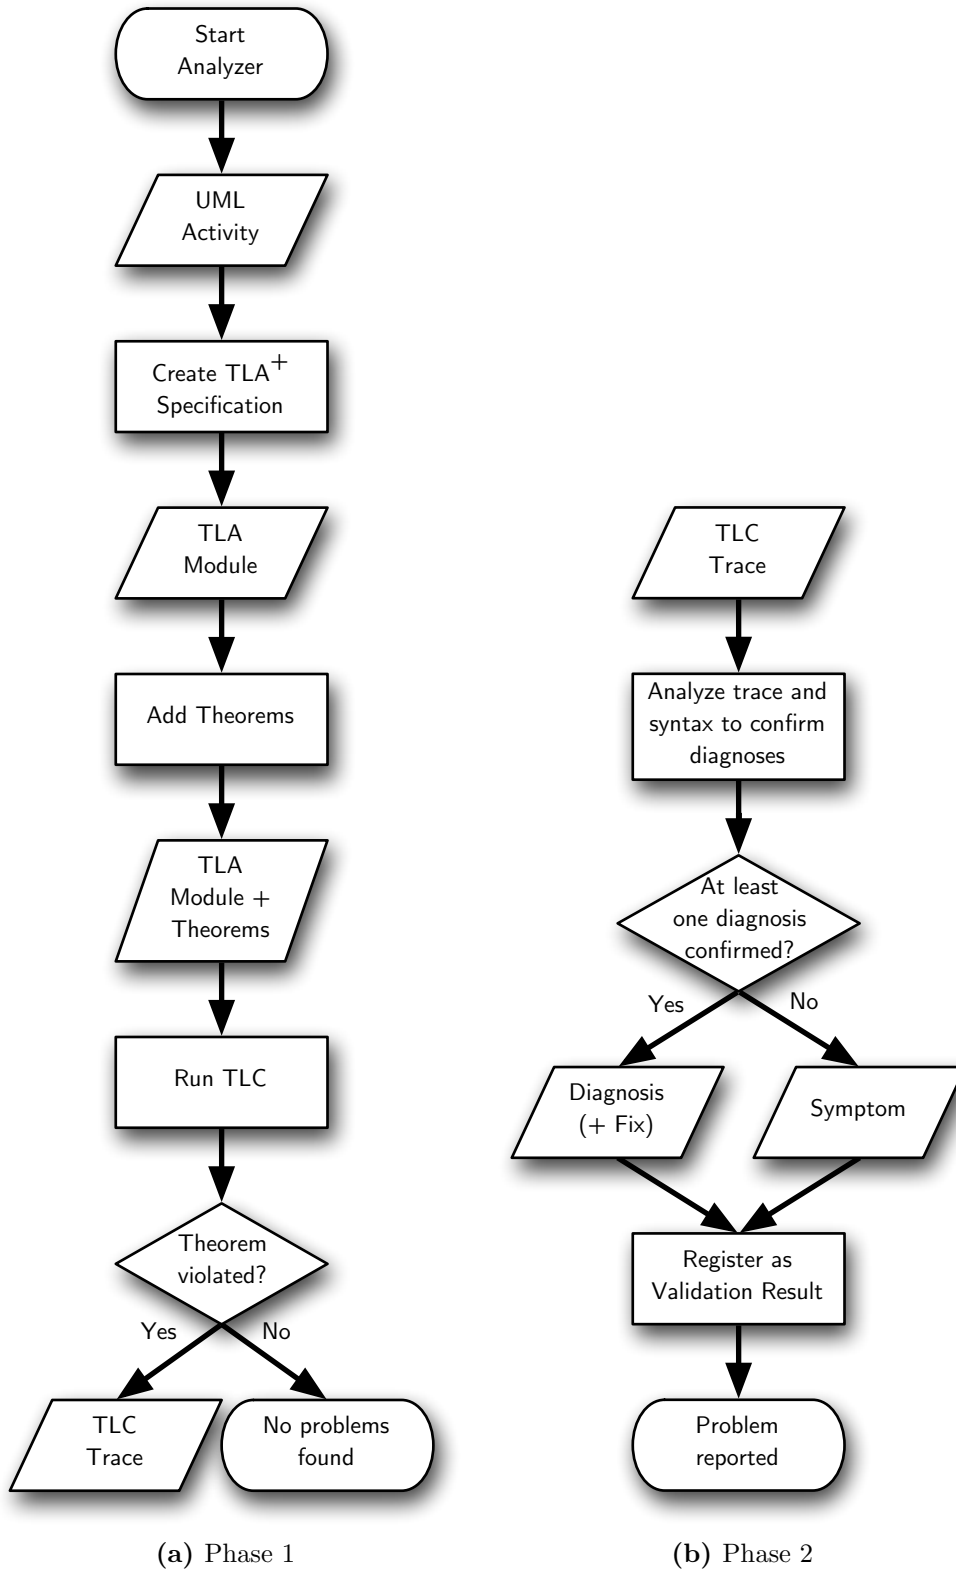 Start
Analyzer
UML
Activity
Create TLA+
Specification
TLA
Module
Add Theorems
TLA
Module +
Theorems
Run TLC
Theorem
violated?
Yes
No
TLC
Trace
No problems
found
(a) Phase 1
TLC
Trace
Analyze trace and
syntax to confirm
diagnoses
At least
one diagnosis
confirmed?
Yes
No
Diagnosis
(+ Fix)
Symptom
Register as
Validation Result
Problem
reported
(b) Phase 2